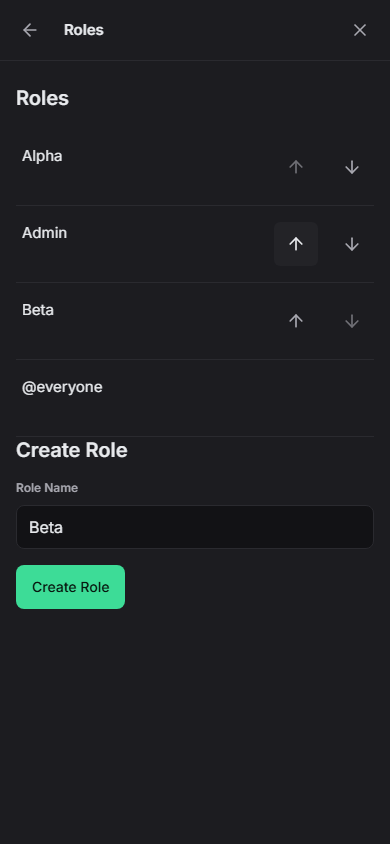 Roles
Roles
Alpha
Admin
Beta
@everyone
Create Role
Role Name
Beta
Create Role